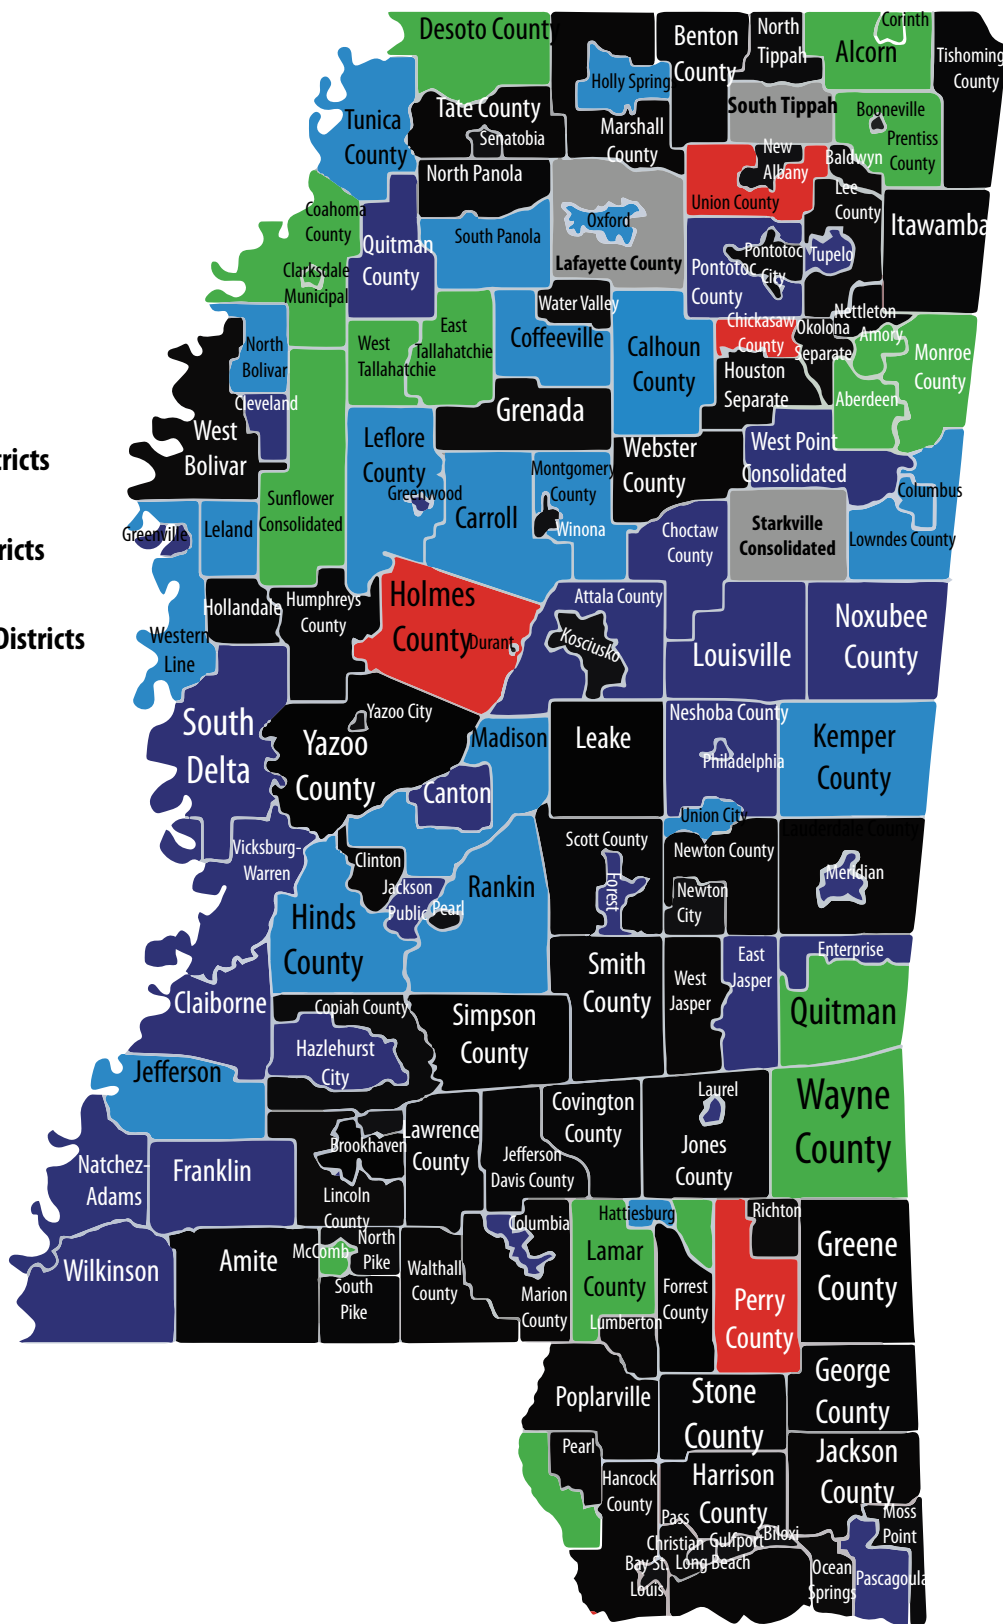 Desoto County
Corinth
North
Tippah
Benton
County
Alcorn
Tishoming
County
Holly Spring
Tate County
Senatobia
South Tippah
Booneville
Prentiss
County
Tunica
County
Marshall
County
New
Albany
Baldwyn
North Panola
Lee
County
Union County
Coahoma
County
Oxford
Itawamba
Quitman
County
South Panola
Lafayette County
Pontotoc
City
Tupelo
Pontotoc
County
Clarksdale
Municipal
Water Valley
Nettleton
Chickasaw
County
Okolona
Separate
Amory
Monroe
County
North
Bolivar
West
Tallahatchie
East
Tallahatchie
Coffeeville
Calhoun
County
Houston
Separate
Aberdeen
Cleveland
West
Bolivar
Grenada
Leflore
County
Webster
County
West Point
Consolidated
tricts
Greenwood
Montgomery
County
Columbus
Sunflower
Consolidated
Carroll
Winona
Choctaw
County
Starkville
Consolidated
Lowndes County
Greenville
Leland
ricts
Hollandale
Humphreys
County
Holmes
County
Durant
Attala County
Kosciusko
Louisville
Noxubee
County
Districts
Western
Line
South
Delta
Yazoo City
Yazoo
County
Madison
Leake
Neshoba County
Philadelphia
Kemper
County
Canton
Union City
Vicksburg-
Warren
Clinton
Scott County
Newton County
Lauderdale County
Jackson
Public
Pearl
Rankin
Forest
Newton
City
Meridian
Hinds
County
Smith
County
West
Jasper
East
Jasper
Enterprise
Claiborne
Copiah County
Simpson
County
Quitman
Hazlehurst
City
Jefferson
Covington
County
Laurel
Wayne
County
Brookhaven
Lawrence
County
Jefferson
Davis County
Jones
County
Natchez-
Adams
Franklin
Lincoln
County
Columbia
Hattiesburg
Richton
Wilkinson
Amite
McComb
North
Pike
South
Pike
Walthall
County
Marion
County
Lamar
County
Forrest
County
Perry
County
Greene
County
Lumberton
Poplarville
Stone
County
George
County
Pearl
Hancock
County
Harrison
County
Jackson
County
Pass
Christian
Gulfport
Biloxi
Moss
Point
Bay St.
Louis
Long Beach
Ocean
Springs
Pascagoula